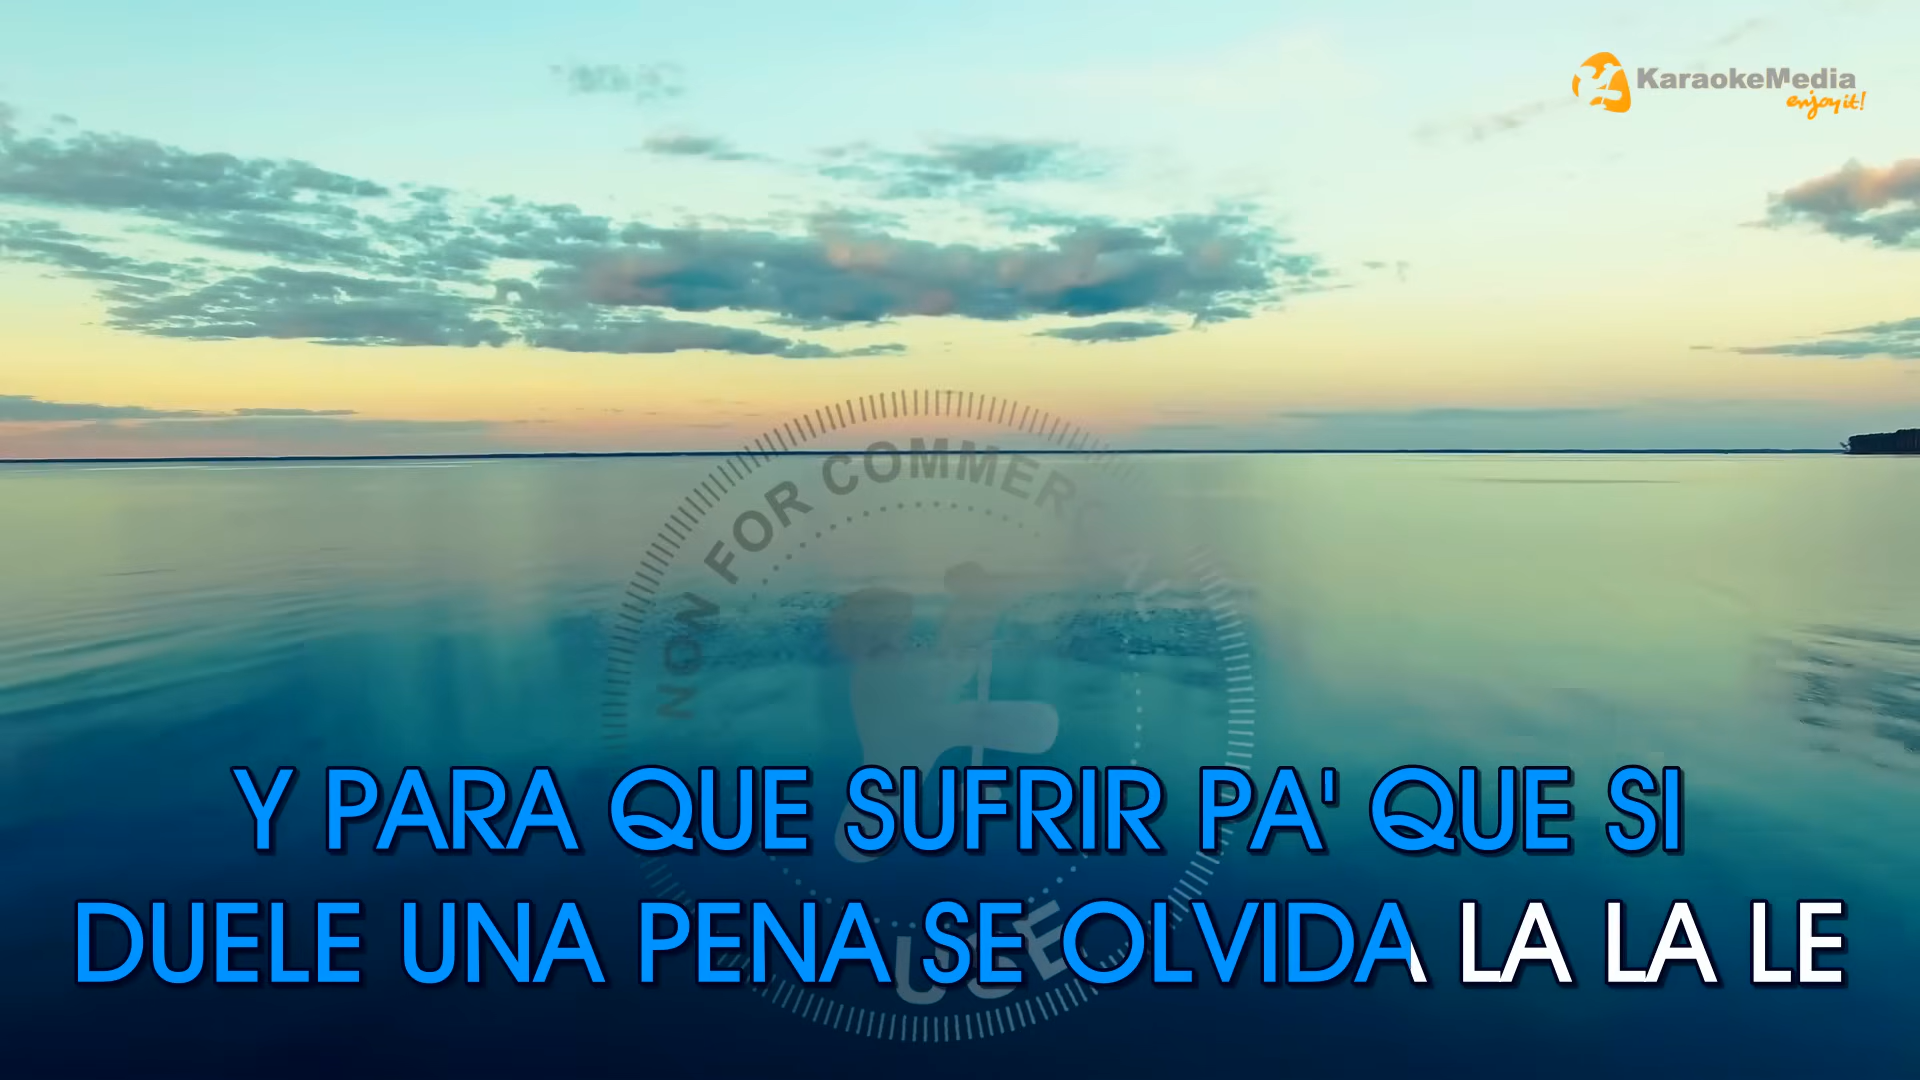 KaraokeMedia
enjoy it!
NON FOR COMMERCIAL
USE
Y PARA QUE SUFRIR PA' QUE SI
DUELE UNA PENA SE OLVIDA LA LA LE